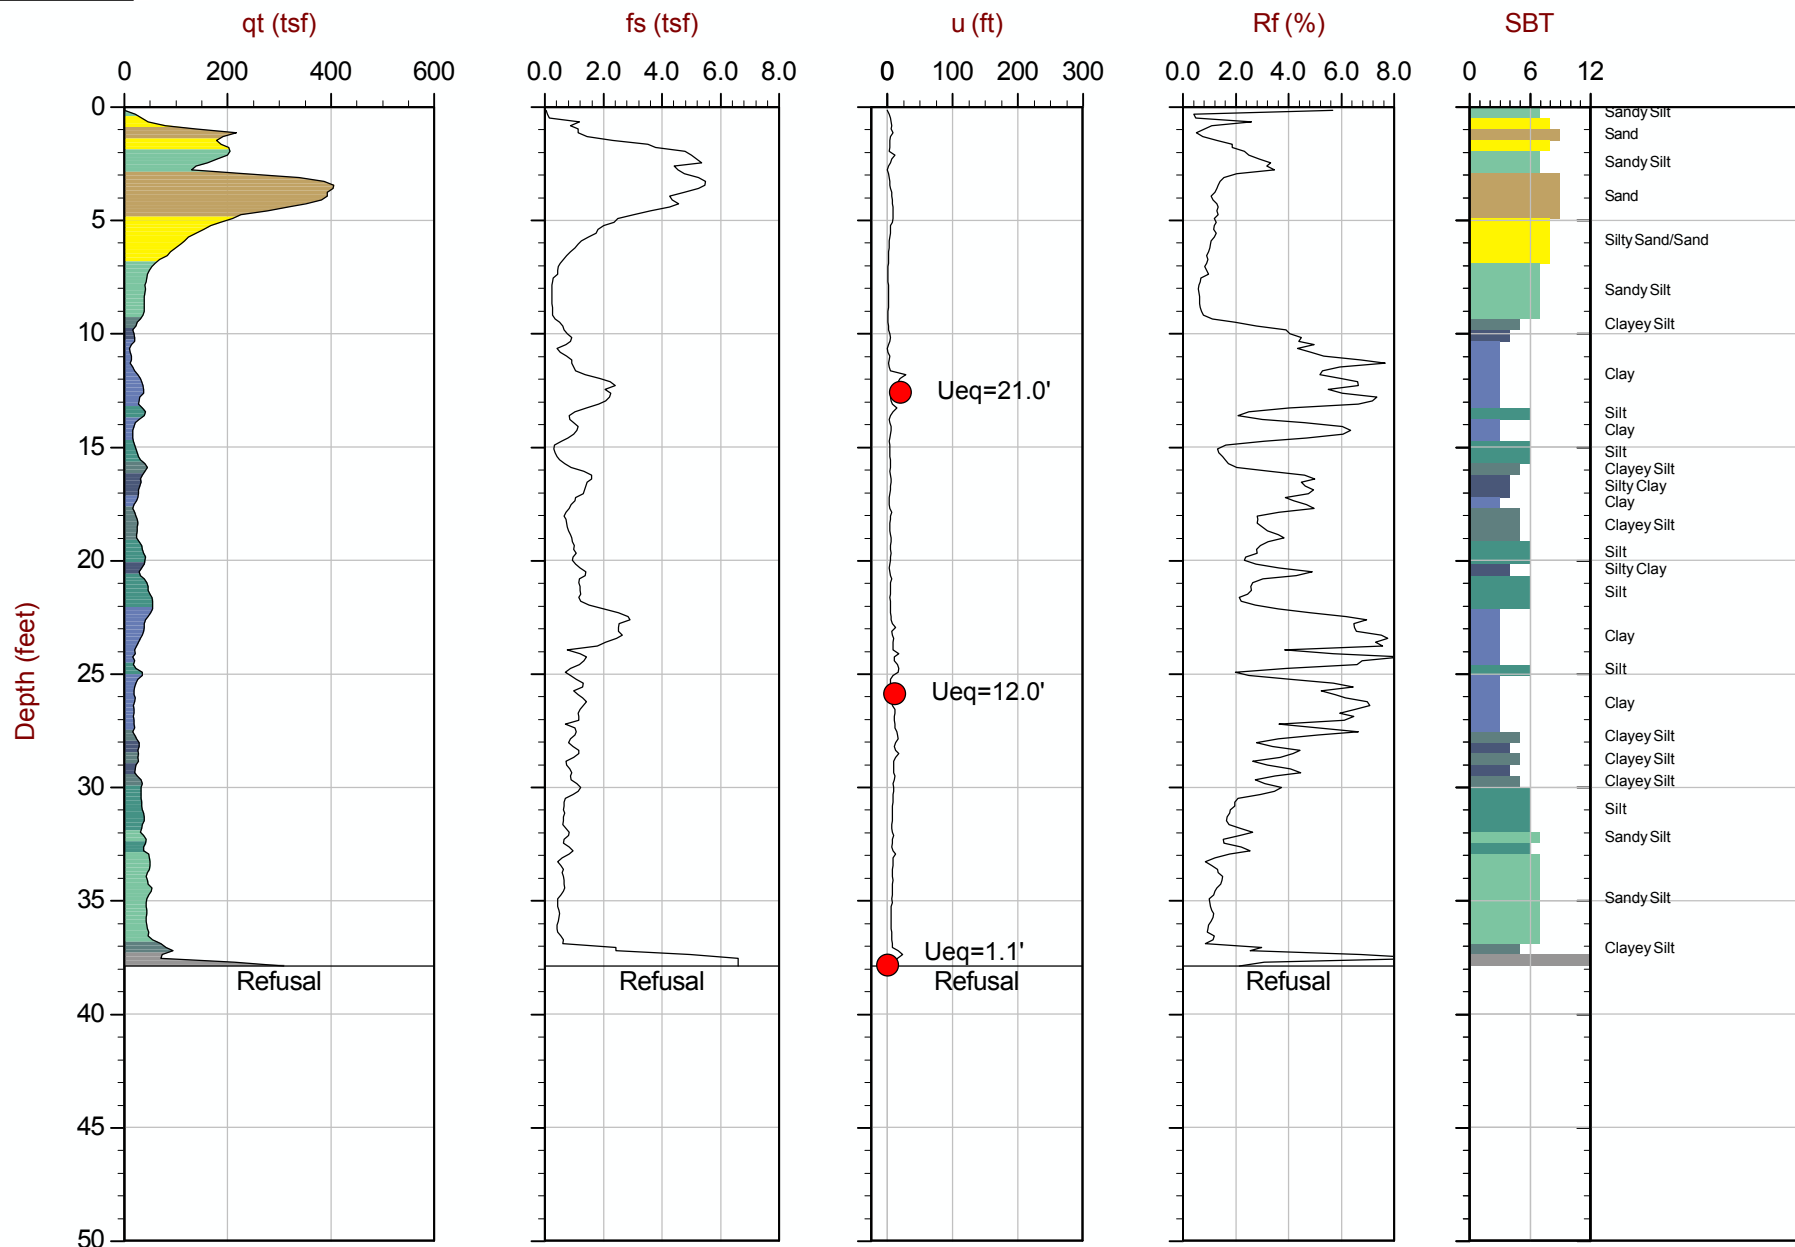 qt (tsf)
fs (tsf)
u (ft)
Rf (%)
SBT
0 200 400 600
0.0 2.0 4.0 6.0 8.0
0 100 200 300
0.0 2.0 4.0 6.0 8.0
0 6 12
Depth (feet)
0
5
10
15
20
25
30
35
40
45
50
Refusal
Refusal
Ueq=21.0'
Ueq=12.0'
Ueq=1.1'
Refusal
Refusal
Sandy Silt
Sand
Sandy Silt
Sand
Silty Sand/Sand
Sandy Silt
Clayey Silt
Clay
Silt
Clay
Silt
Clayey Silt
Silty Clay
Clay
Clayey Silt
Silt
Silty Clay
Silt
Clay
Silt
Clay
Clayey Silt
Clayey Silt
Clayey Silt
Silt
Sandy Silt
Sandy Silt
Clayey Silt